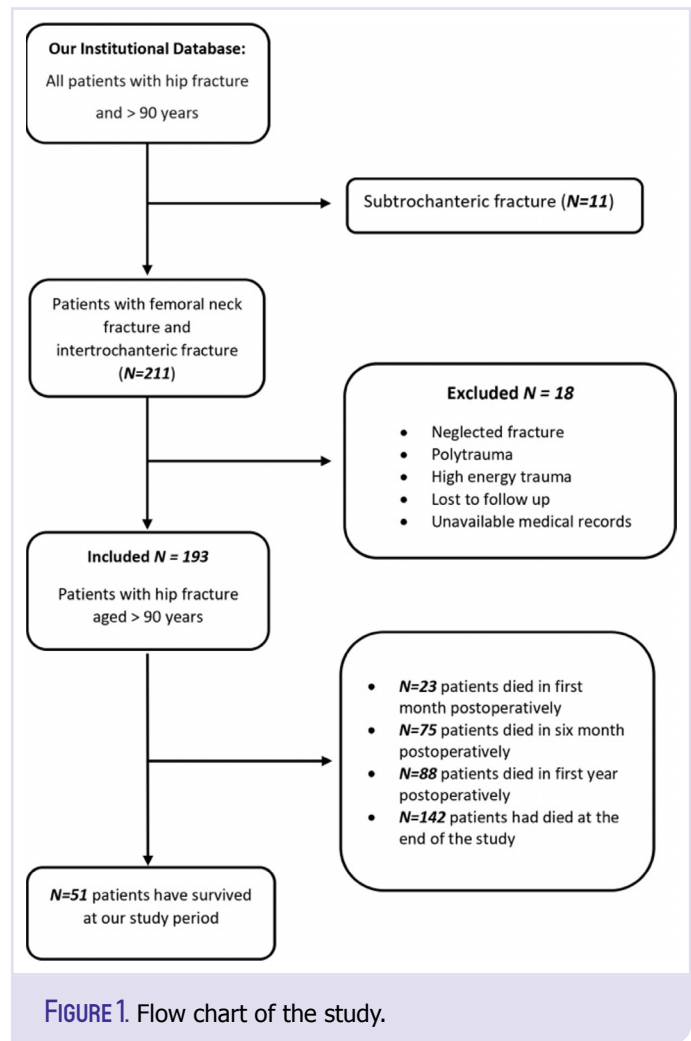 Our Institutional Database:
All patients with hip fracture
and > 90 years
Subtrochanteric fracture (N=11)
Patients with femoral neck
fracture and
intertrochanteric fracture
(N=211)
Excluded N = 18
• Neglected fracture
• Polytrauma
• High energy trauma
• Lost to follow up
• Unavailable medical records
Included N = 193
Patients with hip fracture
aged > 90 years
• N=23 patients died in first
month postoperatively
• N=75 patients died in six month
postoperatively
• N=88 patients died in first year
postoperatively
• N=142 patients had died at the
end of the study
N=51 patients have survived
at our study period
FIGURE 1. Flow chart of the study.